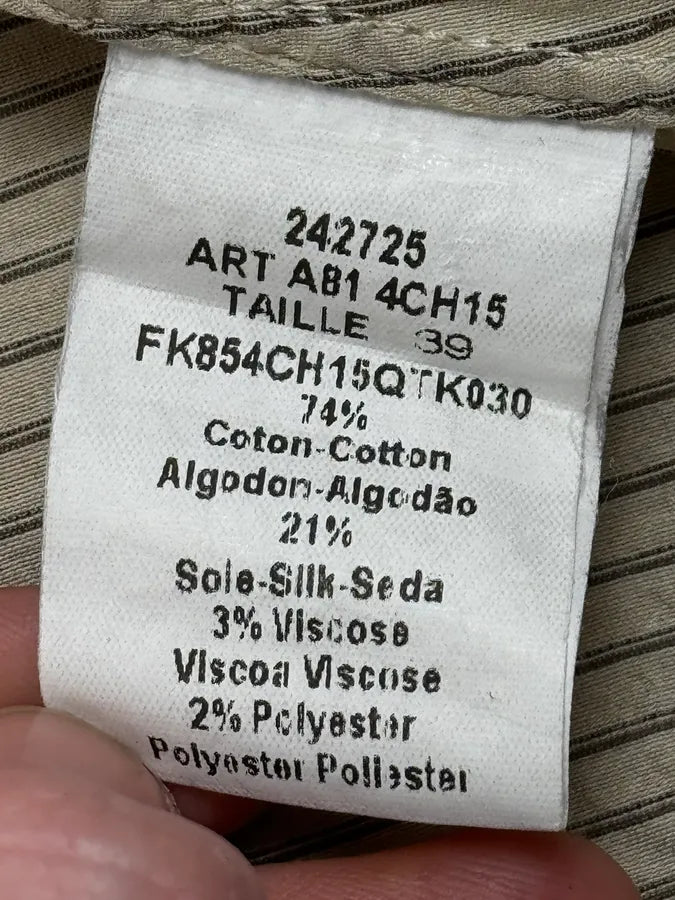 242725
ART A81 4CH15
TAILLE 39
FK854CH15QTK030
74%
Coton-Cotton
Algodon-Algodão
21%
Soie-Silk-Seda
3% Viscose
Viscoa Viscose
2% Polyester
Polyester Poliester